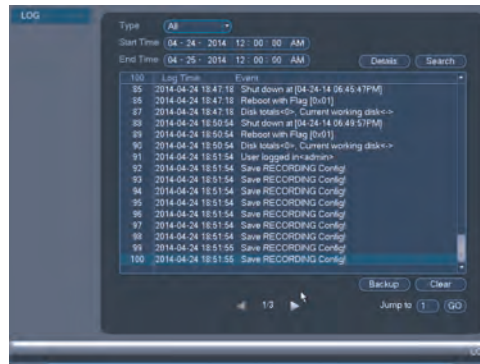 LOG
Type All
Start Time 04 - 24 - 2014 12 : 00 : 00 AM
End Time 04 - 25 - 2014 12 : 00 : 00 AM Details Search
100 Log Time Event
85 2014-04-24 18:47:18 Shut down at [04-24-14 06:45:47PM]
86 2014-04-24 18:47:18 Reboot with Flag [0x01]
87 2014-04-24 18:47:18 Disk totals<0>, Current working disk<->
88 2014-04-24 18:50:54 Shut down at [04-24-14 06:49:57PM]
89 2014-04-24 18:50:54 Reboot with Flag [0x01]
90 2014-04-24 18:50:54 Disk totals<0>, Current working disk<->
91 2014-04-24 18:51:54 User logged in<admin>
92 2014-04-24 18:51:54 Save RECORDING Config!
93 2014-04-24 18:51:54 Save RECORDING Config!
94 2014-04-24 18:51:54 Save RECORDING Config!
95 2014-04-24 18:51:54 Save RECORDING Config!
96 2014-04-24 18:51:54 Save RECORDING Config!
97 2014-04-24 18:51:54 Save RECORDING Config!
98 2014-04-24 18:51:54 Save RECORDING Config!
99 2014-04-24 18:51:55 Save RECORDING Config!
100 2014-04-24 18:51:55 Save RECORDING Config!
Backup Clear
1/3 Jump to 1 GO